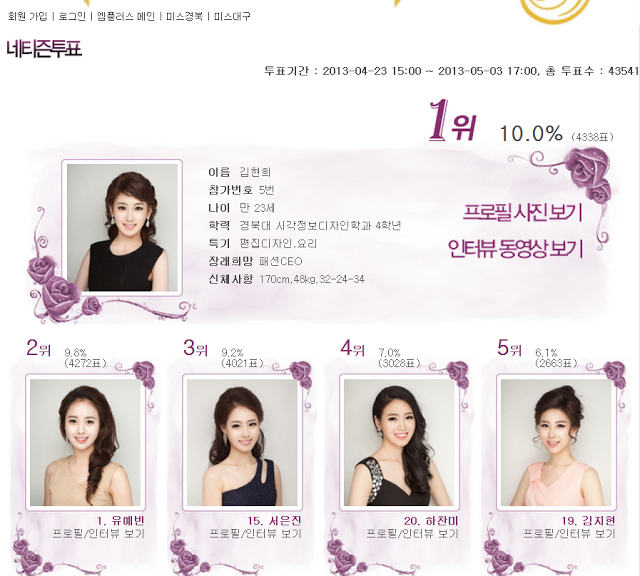 회원 가입 | 로그인 | 엠플러스 메인 | 미스경북 | 미스대구
네티즌투표
투표기간 : 2013-04-23 15:00 ~ 2013-05-03 17:00, 총 투표수 : 43541
1위 10.0% (4338표)
이름 김현희
참가번호 5번
나이 만 23세
학력 경북대 시각정보디자인학과 4학년
특기 편집디자인,요리
장래희망 패션CEO
신체사항 170cm,48kg,32-24-34
프로필 사진 보기
인터뷰 동영상 보기
2위 9.8% (4272표)
3위 9.2% (4021표)
4위 7.0% (3028표)
5위 6.1% (2663표)
1. 유예빈
프로필/인터뷰 보기
15. 서은진
프로필/인터뷰 보기
20. 하찬미
프로필/인터뷰 보기
19. 김지현
프로필/인터뷰 보기